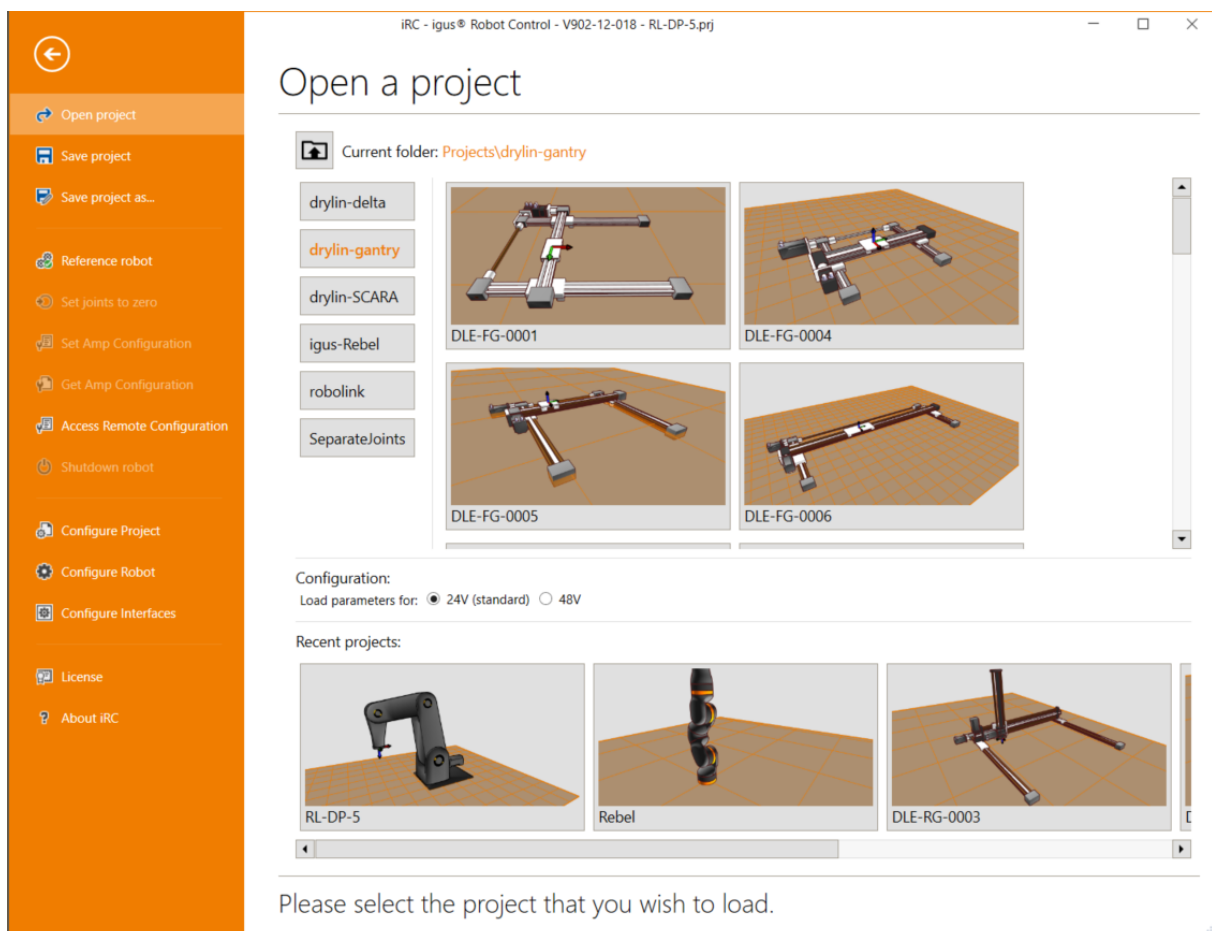 iRC - igus® Robot Control - V902-12-018 - RL-DP-5.prj
Open a project
Open project
Save project
Save project as...
Reference robot
Set joints to zero
Set Amp Configuration
Get Amp Configuration
Access Remote Configuration
Shutdown robot
Configure Project
Configure Robot
Configure Interfaces
License
About iRC
Current folder: Projects\drylin-gantry
drylin-delta
drylin-gantry
drylin-SCARA
igus-Rebel
robolink
SeparateJoints
DLE-FG-0001
DLE-FG-0004
DLE-FG-0005
DLE-FG-0006
Configuration:
Load parameters for: 24V (standard) 48V
Recent projects:
RL-DP-5
Rebel
DLE-RG-0003
Please select the project that you wish to load.